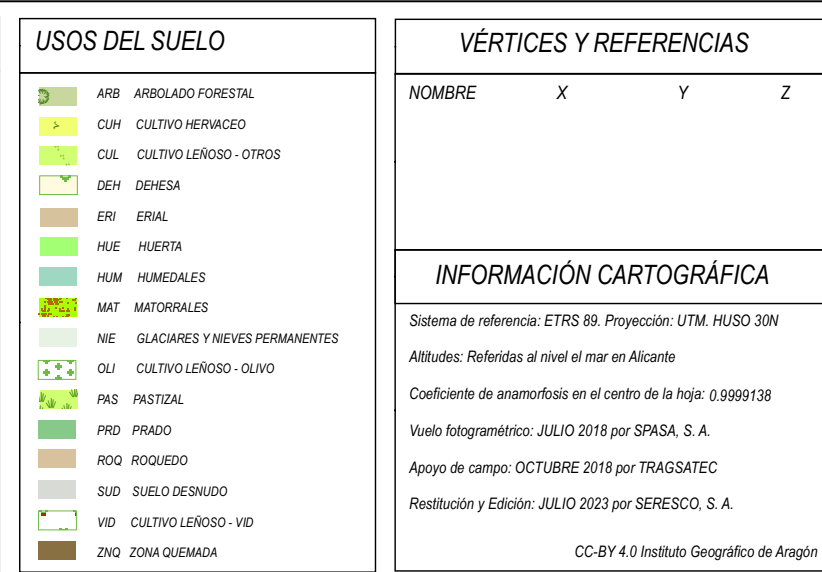 USOS DEL SUELO
ARB ARBOLADO FORESTAL
CUH CULTIVO HERVACEO
CUL CULTIVO LEÑOSO - OTROS
DEH DEHESA
ERI ERIAL
HUE HUERTA
HUM HUMEDALES
MAT MATORRALES
NIE GLACIARES Y NIEVES PERMANENTES
OLI CULTIVO LEÑOSO - OLIVO
PAS PASTIZAL
PRD PRADO
ROQ ROQUEDO
SUD SUELO DESNUDO
VID CULTIVO LEÑOSO - VID
ZNQ ZONA QUEMADA
VÉRTICES Y REFERENCIAS
NOMBRE X Y Z
INFORMACIÓN CARTOGRÁFICA
Sistema de referencia: ETRS 89. Proyección: UTM. HUSO 30N
Altitudes: Referidas al nivel el mar en Alicante
Coeficiente de anamorfosis en el centro de la hoja: 0.9999138
Vuelo fotogramétrico: JULIO 2018 por SPASA, S. A.
Apoyo de campo: OCTUBRE 2018 por TRAGSATEC
Restitución y Edición: JULIO 2023 por SERESCO, S. A.
CC-BY 4.0 Instituto Geográfico de Aragón